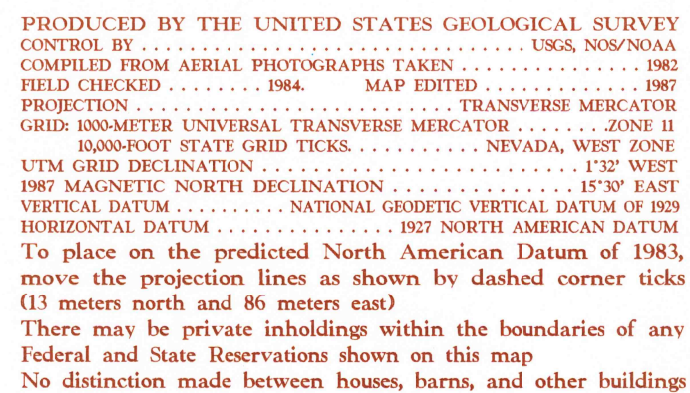 PRODUCED BY THE UNITED STATES GEOLOGICAL SURVEY
CONTROL BY . . . . . . . . . . . . . . . . . . . . . . . . . . . . . . . . . . . USGS, NOS/NOAA
COMPILED FROM AERIAL PHOTOGRAPHS TAKEN . . . . . . . . . . . . . . . . . 1982
FIELD CHECKED . . . . . . . . 1984. MAP EDITED . . . . . . . . . . . . . 1987
PROJECTION . . . . . . . . . . . . . . . . . . . . . . . . . . . . . . TRANSVERSE MERCATOR
GRID: 1000-METER UNIVERSAL TRANSVERSE MERCATOR . . . . . . . .ZONE 11
10,000-FOOT STATE GRID TICKS. . . . . . . . . . . NEVADA, WEST ZONE
UTM GRID DECLINATION . . . . . . . . . . . . . . . . . . . . . . . . . . . . . 1°32' WEST
1987 MAGNETIC NORTH DECLINATION . . . . . . . . . . . . . . . 15°30' EAST
VERTICAL DATUM . . . . . . . . . . NATIONAL GEODETIC VERTICAL DATUM OF 1929
HORIZONTAL DATUM . . . . . . . . . . . . . . . . 1927 NORTH AMERICAN DATUM
To place on the predicted North American Datum of 1983,
move the projection lines as shown by dashed corner ticks
(13 meters north and 86 meters east)
There may be private inholdings within the boundaries of any
Federal and State Reservations shown on this map
No distinction made between houses, barns, and other buildings